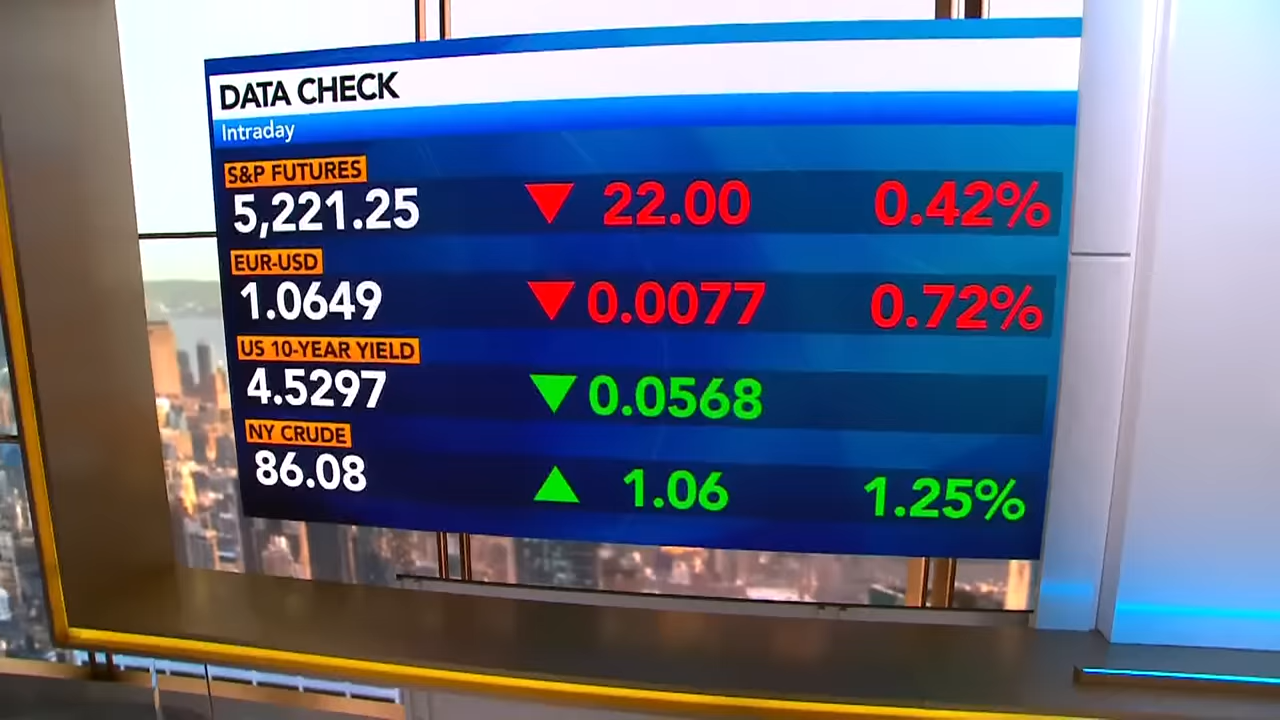 DATA CHECK
Intraday
S&P FUTURES
5,221.25 ▼ 22.00 0.42%
EUR-USD
1.0649 ▼ 0.0077 0.72%
US 10-YEAR YIELD
4.5297 ▼ 0.0568
NY CRUDE
86.08 ▲ 1.06 1.25%